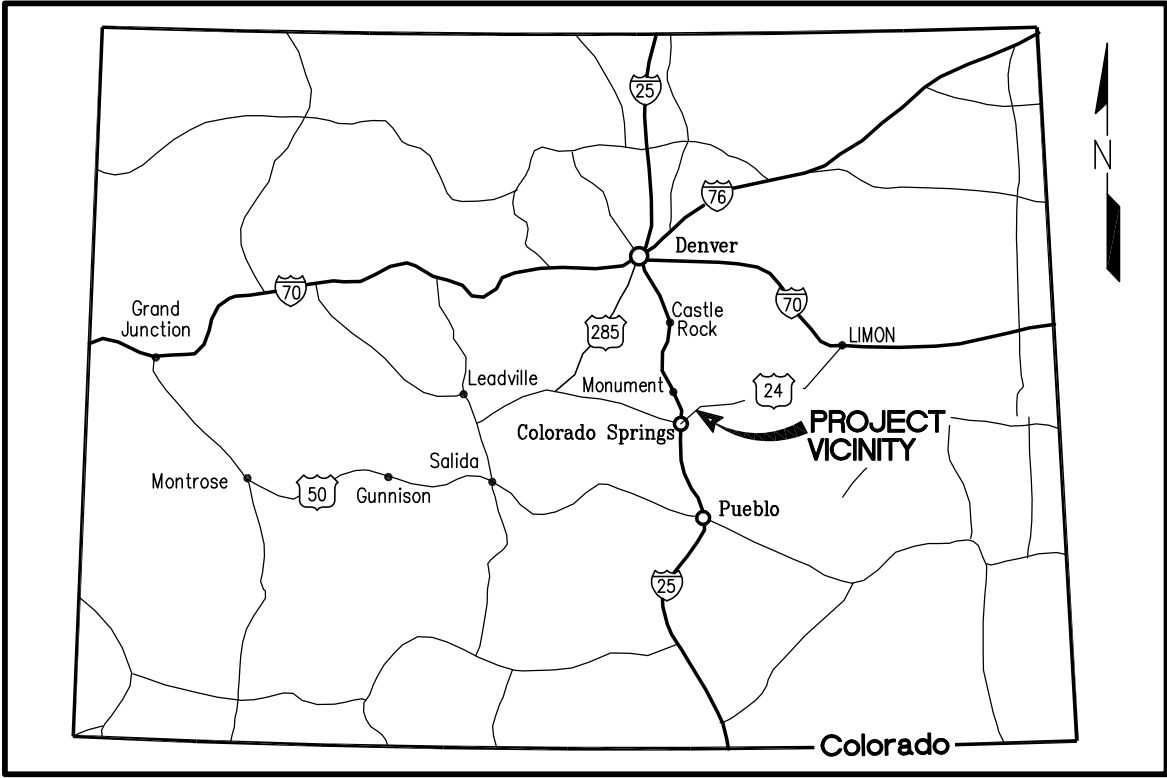 25
N
76
Denver
70
Grand
Junction
70
Castle
Rock
285
LIMON
Leadville
Monument
24
PROJECT
VICINITY
Colorado Springs
Salida
Montrose
50
Gunnison
Pueblo
25
Colorado